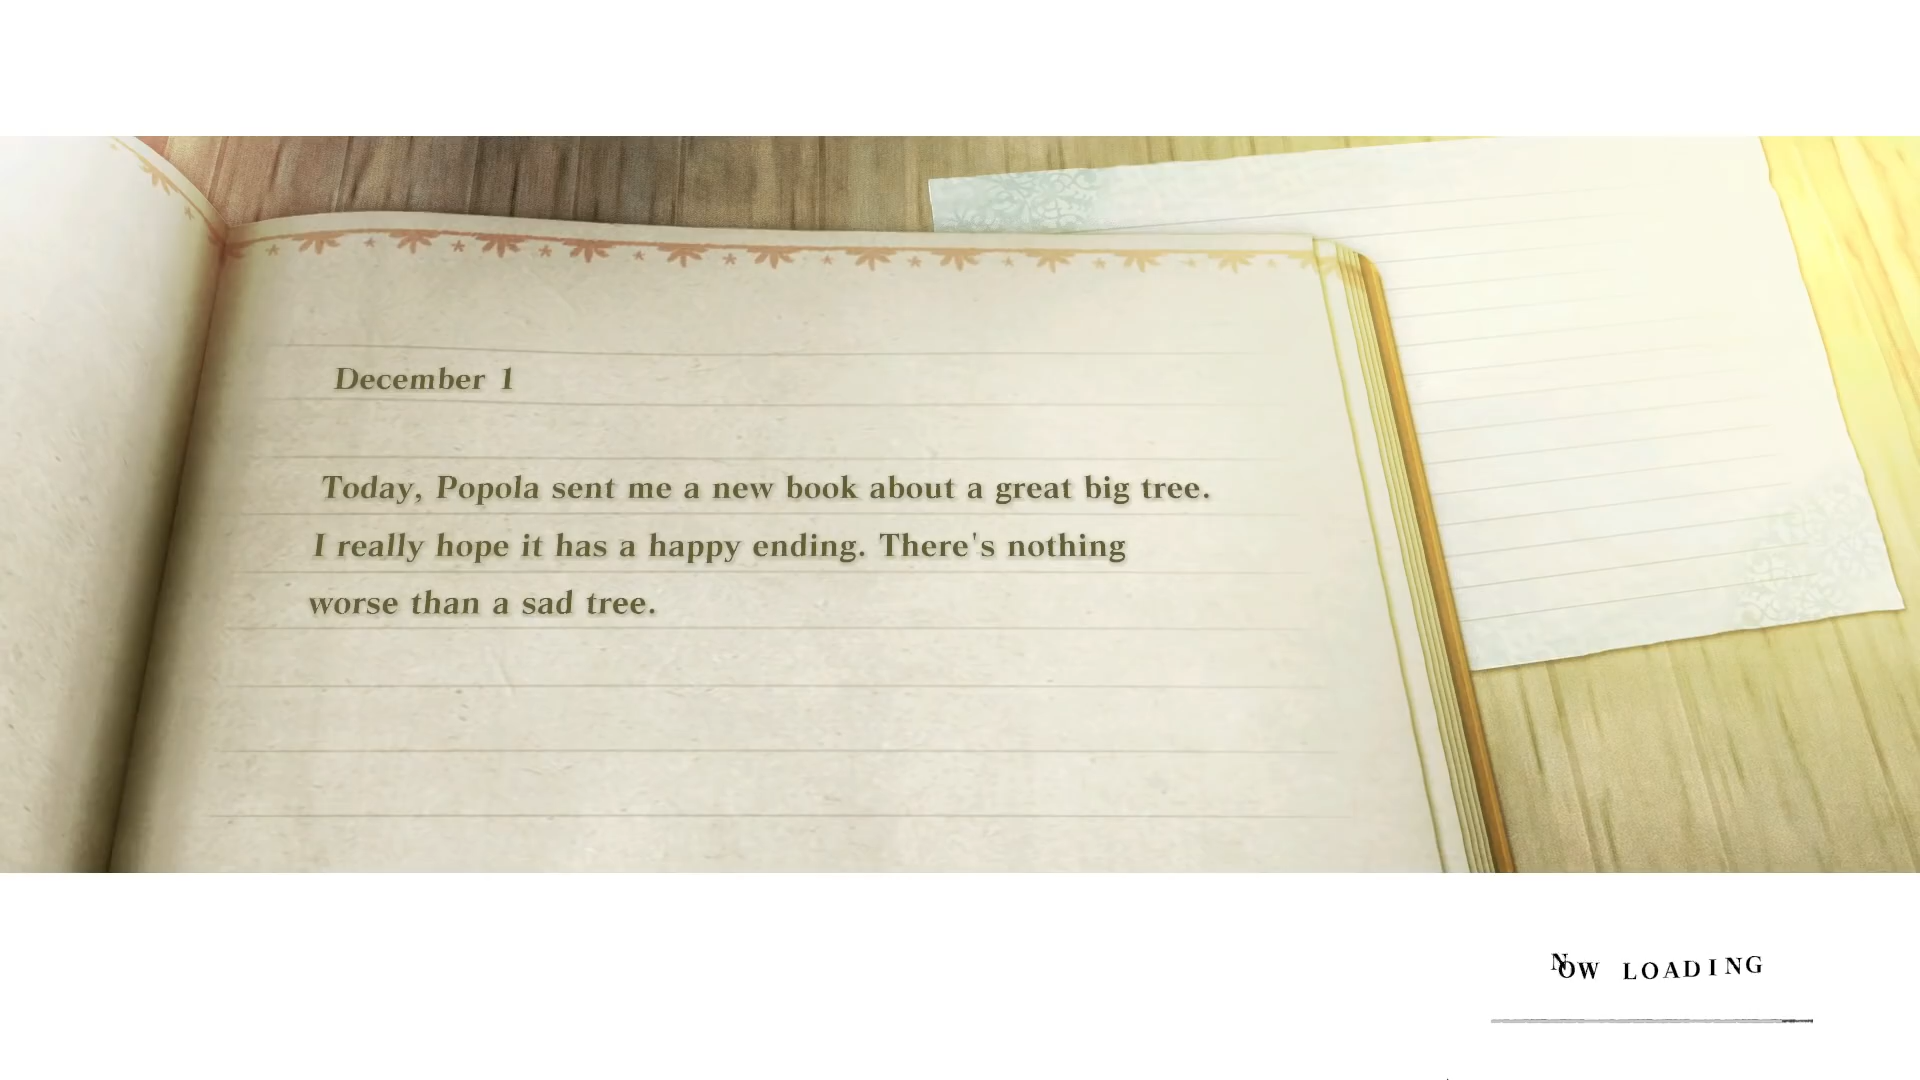 December 1
Today, Popola sent me a new book about a great big tree.
I really hope it has a happy ending. There's nothing
worse than a sad tree.
NOW LOADING